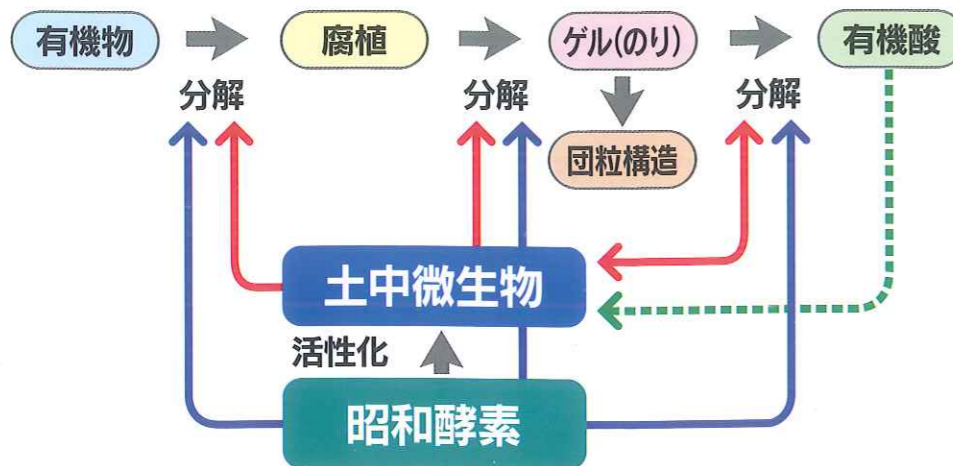 有機物
腐植
ゲル(のり)
有機酸
分解
分解
分解
団粒構造
土中微生物
活性化
昭和酵素